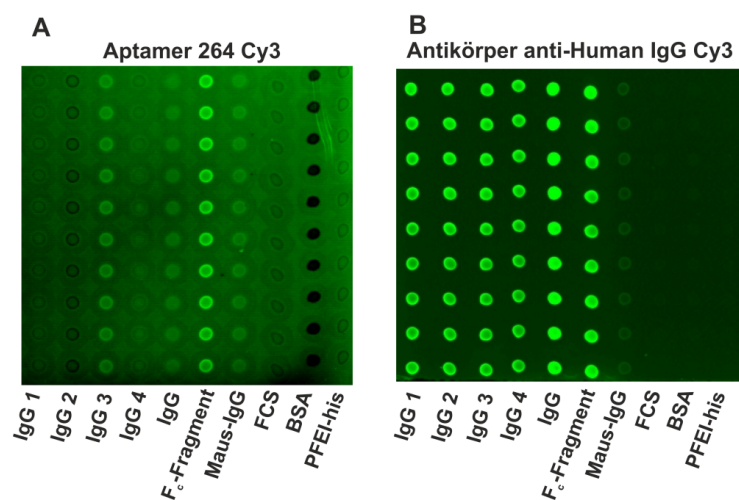 A
Aptamer 264 Cy3
IgG 1
IgG 2
IgG 3
IgG 4
IgG
Fc-Fragment
Maus-IgG
FCS
BSA
PFEI-his
B
Antikörper anti-Human IgG Cy3
IgG 1
IgG 2
IgG 3
IgG 4
IgG
Fc-Fragment
Maus-IgG
FCS
BSA
PFEI-his